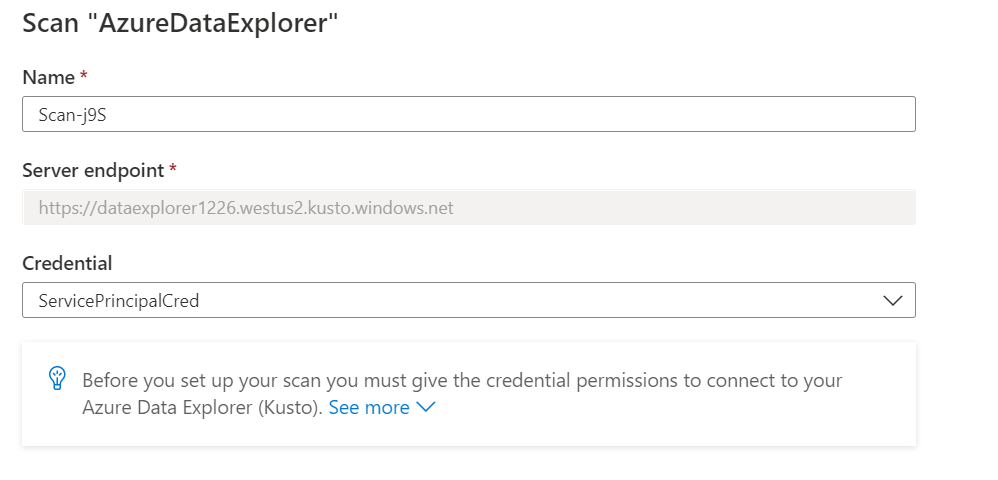 Scan "AzureDataExplorer"
Name *
Scan-j9S
Server endpoint *
https://dataexplorer1226.westus2.kusto.windows.net
Credential
ServicePrincipalCred
Before you set up your scan you must give the credential permissions to connect to your
Azure Data Explorer (Kusto). See more